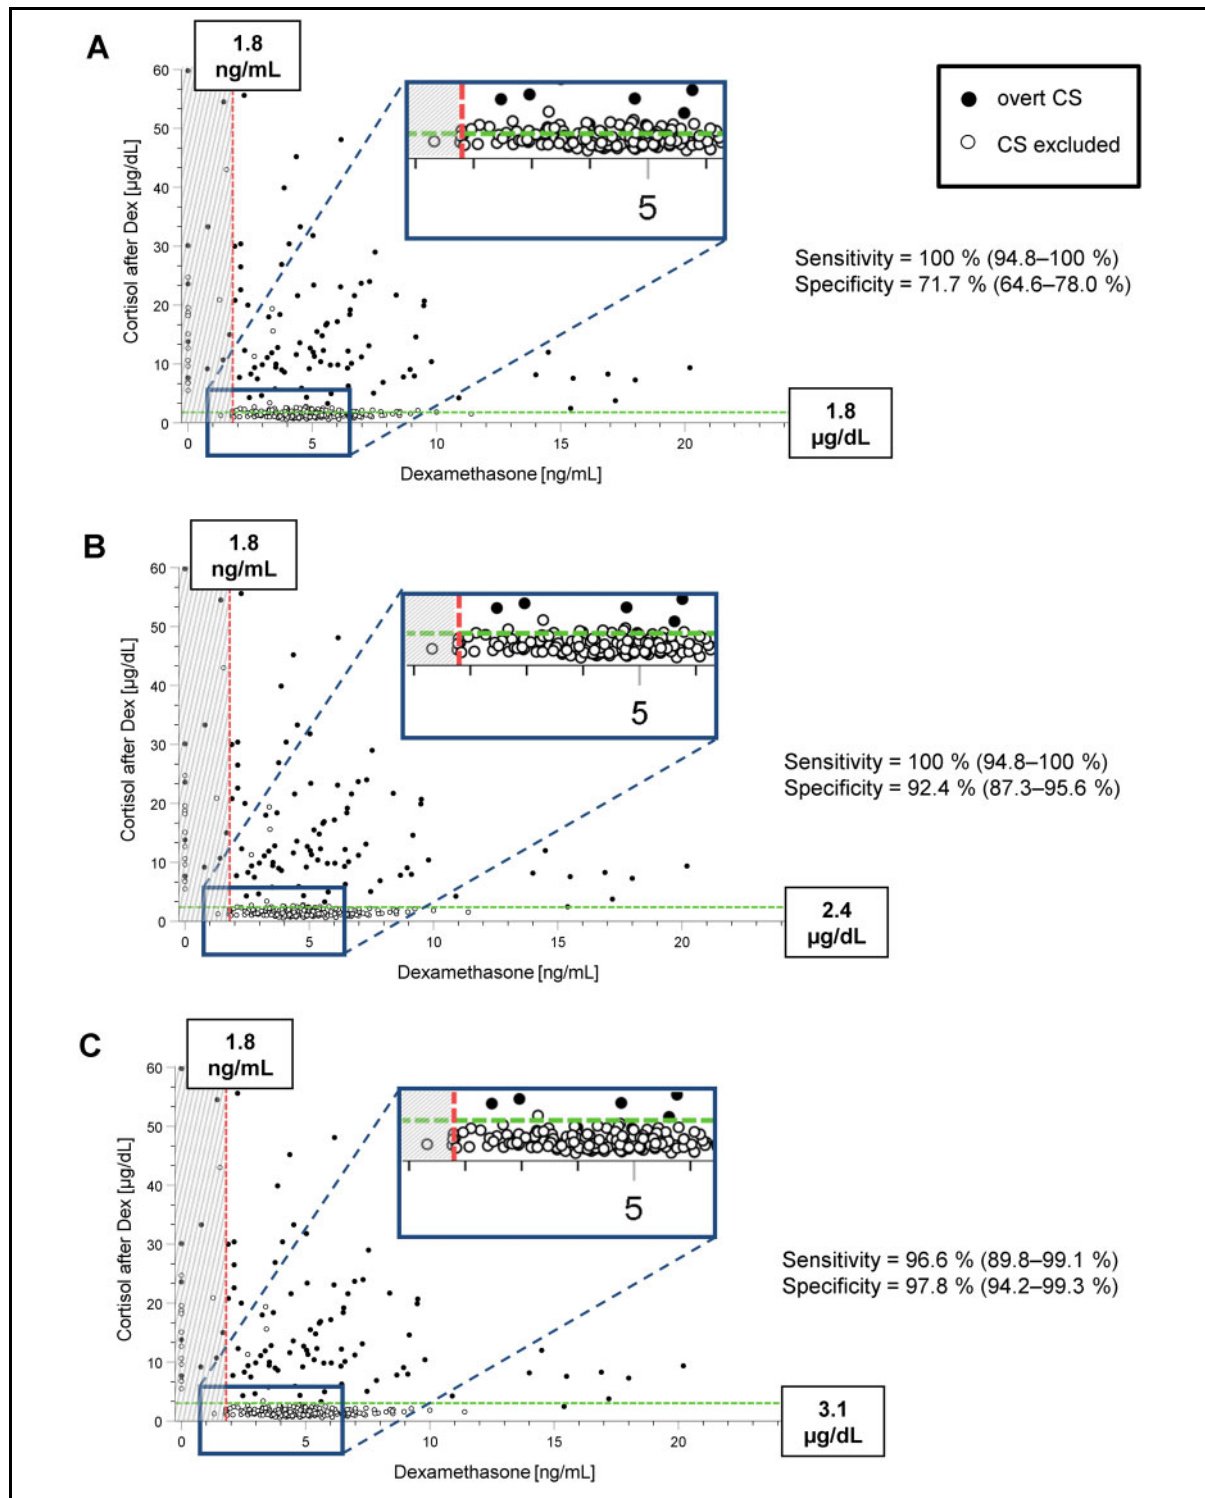 A
1.8
ng/mL
60
50
40
30
20
10
0
Cortisol after Dex [µg/dL]
0
5
10
15
20
Dexamethasone [ng/mL]
5
overt CS
CS excluded
Sensitivity = 100 % (94.8–100 %)
Specificity = 71.7 % (64.6–78.0 %)
1.8
µg/dL
B
1.8
ng/mL
60
50
40
30
20
10
0
Cortisol after Dex [µg/dL]
0
5
10
15
20
Dexamethasone [ng/mL]
5
Sensitivity = 100 % (94.8–100 %)
Specificity = 92.4 % (87.3–95.6 %)
2.4
µg/dL
C
1.8
ng/mL
60
50
40
30
20
10
0
Cortisol after Dex [µg/dL]
0
5
10
15
20
Dexamethasone [ng/mL]
5
Sensitivity = 96.6 % (89.8–99.1 %)
Specificity = 97.8 % (94.2–99.3 %)
3.1
µg/dL